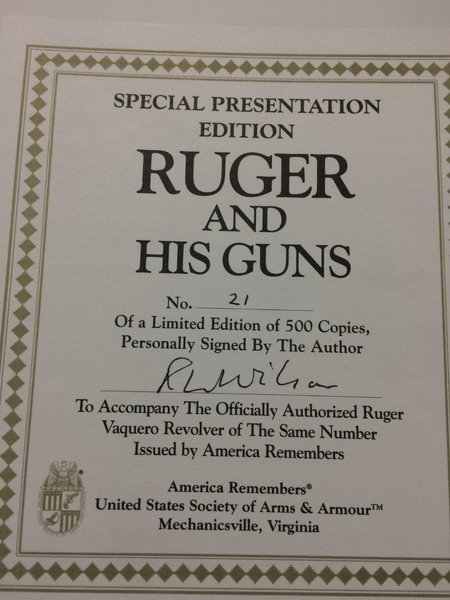 SPECIAL PRESENTATION
EDITION
RUGER
AND
HIS GUNS
No. 21
Of a Limited Edition of 500 Copies,
Personally Signed By The Author
RLWilson
To Accompany The Officially Authorized Ruger
Vaquero Revolver of The Same Number
Issued by America Remembers
America Remembers®
United States Society of Arms & Armour™
Mechanicsville, Virginia